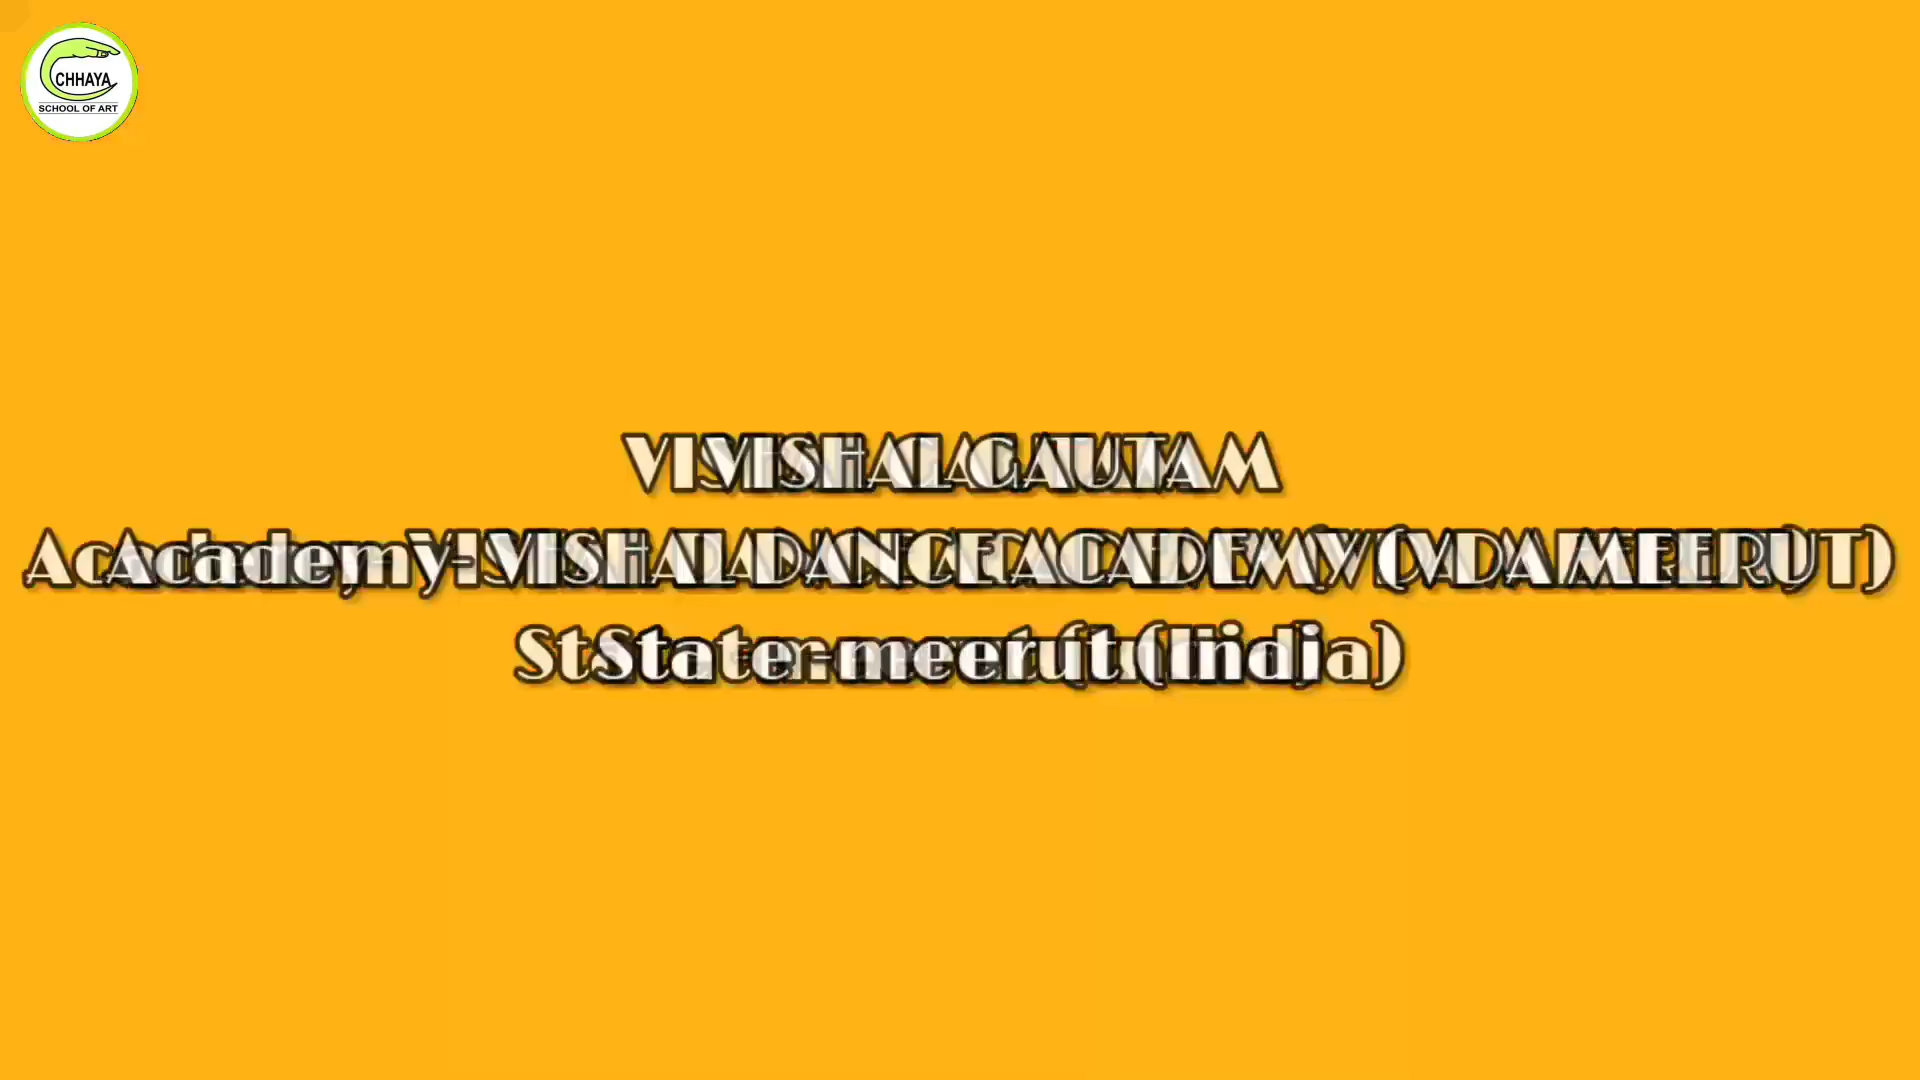 CHHAYA
SCHOOL OF ART
VISHAL GAUTAM
Academy-VISHAL DANCE ACADEMY (VDA MEERUT)
State:-meerut (India)